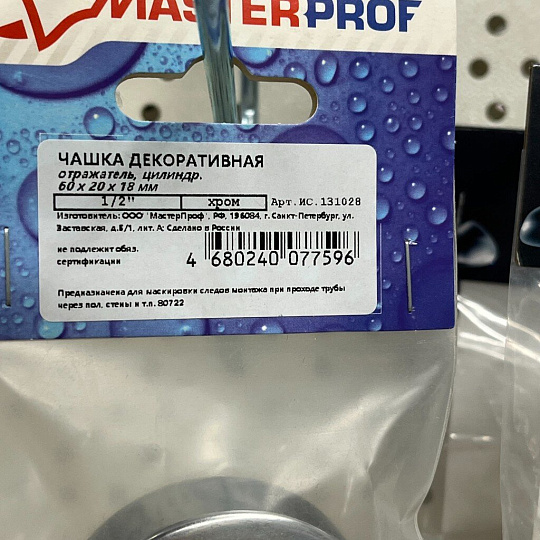 MASTERPROF
ЧАШКА ДЕКОРАТИВНАЯ
отражатель, цилиндр.
60 x 20 x 18 мм
1/2" хром Арт.ИС.131028
Изготовитель: ООО "МастерПроф", РФ, 196084, г. Санкт-Петербург, ул.
Заставская, д.5/1, лит. А; Сделано в России
не подлежит обяз.
сертификации
4 680240 077596
Предназначена для маскировки следов монтажа при проходе трубы
через пол, стены и т.п. 80722